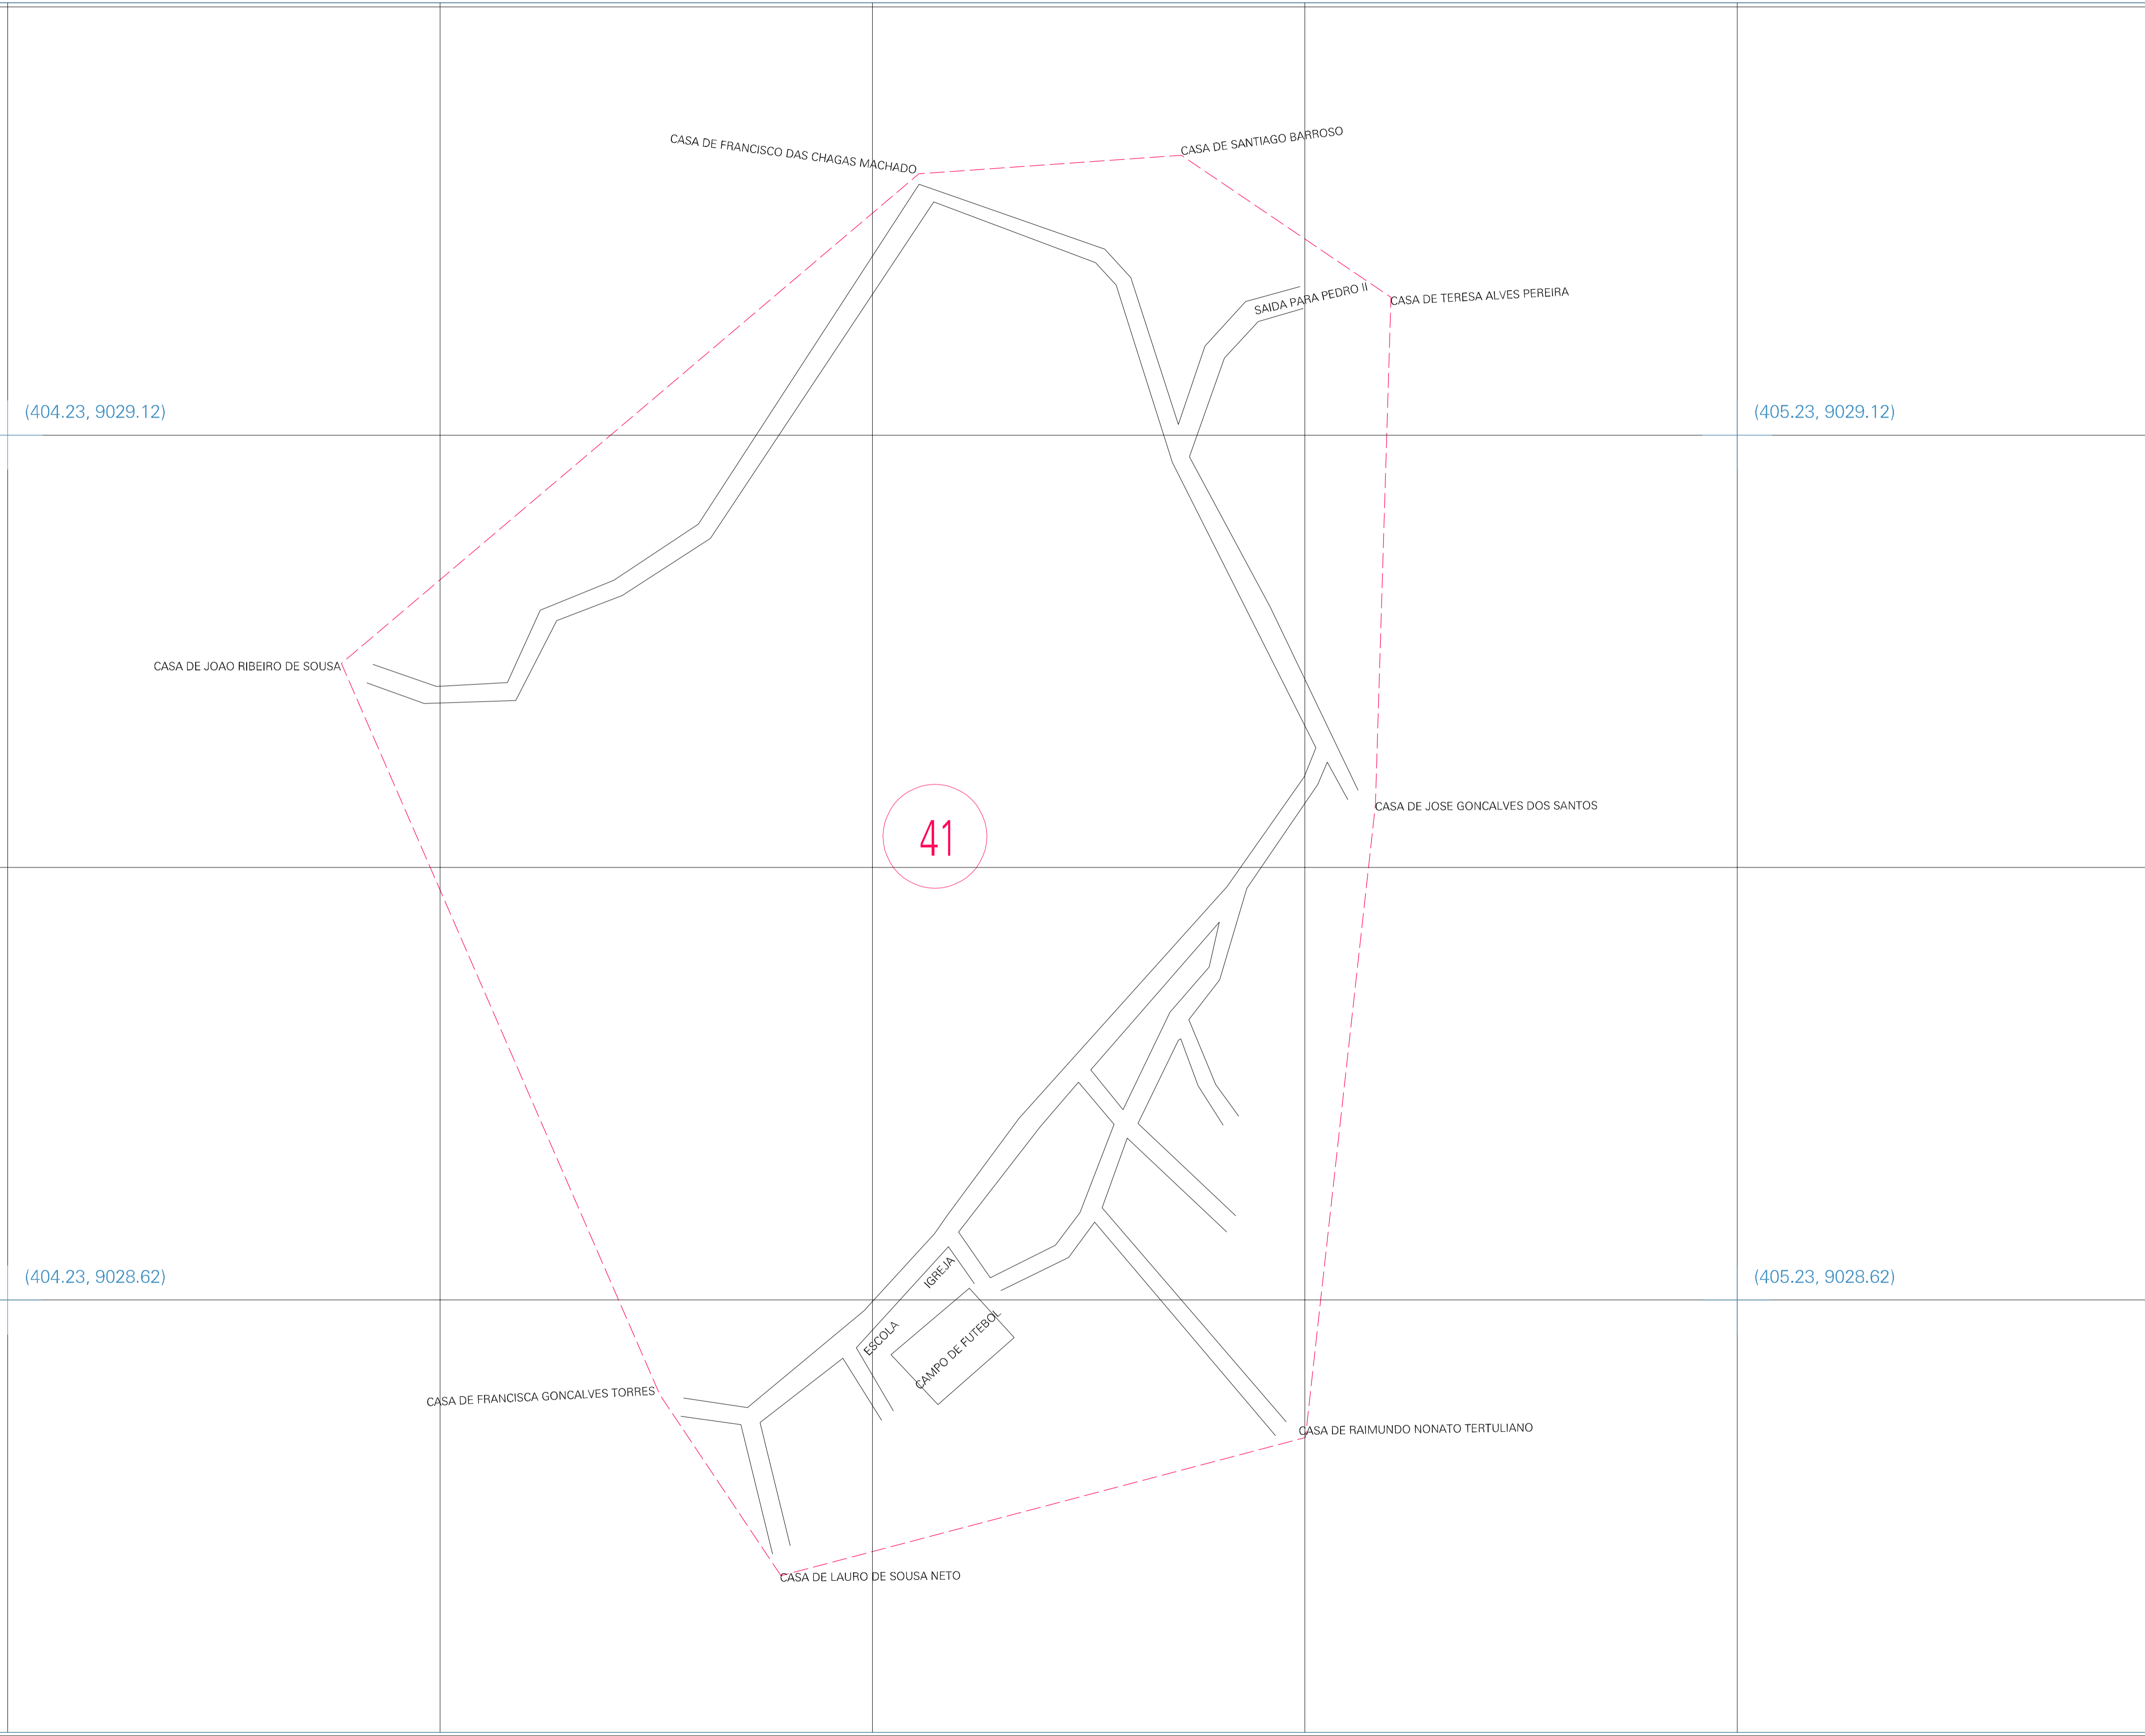 CASA DE SANTIAGO BARROSO
CASA DE FRANCISCO DAS CHAGAS MACHADO
SAIDA PARA PEDRO II
CASA DE TERESA ALVES PEREIRA
(404.23, 9029.12)
(405.23, 9029.12)
CASA DE JOAO RIBEIRO DE SOUSA
CASA DE JOSE GONCALVES DOS SANTOS
41
(404.23, 9028.62)
(405.23, 9028.62)
IGREJA
ESCOLA
CAMPO DE FUTEBOL
CASA DE FRANCISCA GONCALVES TORRES
CASA DE RAIMUNDO NONATO TERTULIANO
CASA DE LAURO DE SOUSA NETO